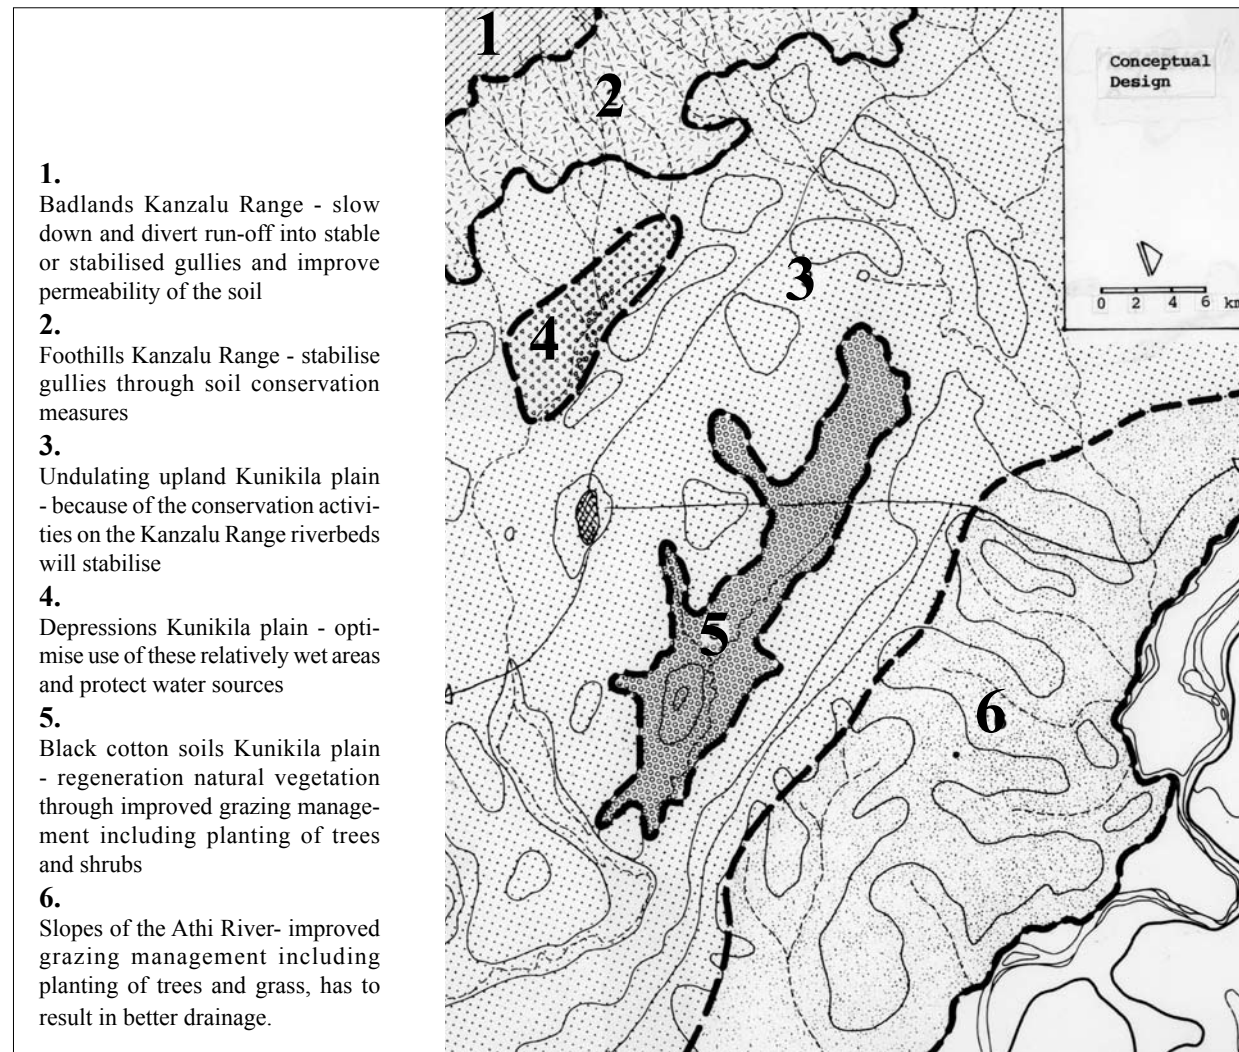 1.
Badlands Kanzalu Range - slow
down and divert run-off into stable
or stabilised gullies and improve
permeability of the soil
2.
Foothills Kanzalu Range - stabilise
gullies through soil conservation
measures
3.
Undulating upland Kunikila plain
- because of the conservation activi-
ties on the Kanzalu Range riverbeds
will stabilise
4.
Depressions Kunikila plain - opti-
mise use of these relatively wet areas
and protect water sources
5.
Black cotton soils Kunikila plain
- regeneration natural vegetation
through improved grazing manage-
ment including planting of trees
and shrubs
6.
Slopes of the Athi River- improved
grazing management including
planting of trees and grass, has to
result in better drainage.
1
2
3
4
5
6
Conceptual
Design
0 2 4 6 km